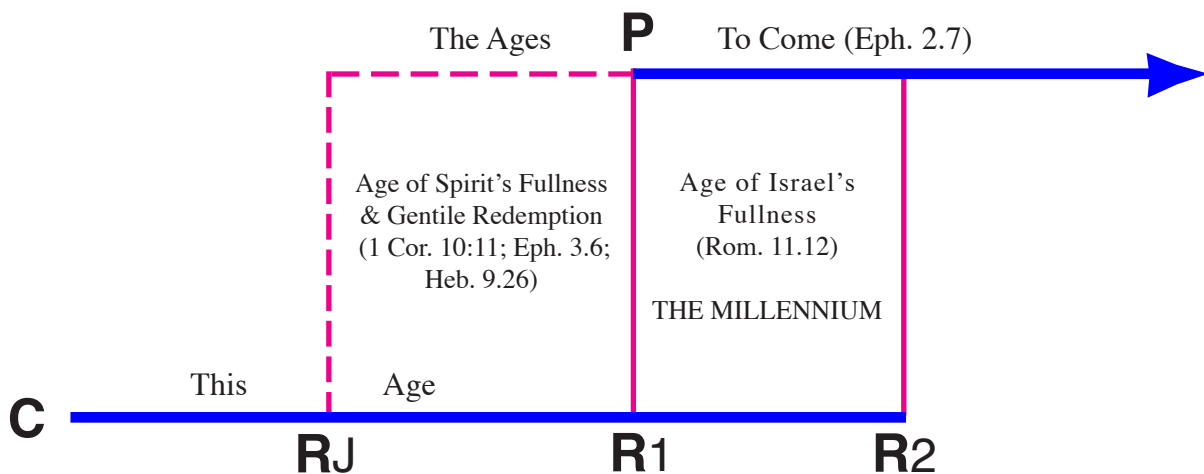 The Ages P To Come (Eph. 2.7)
Age of Spirit’s Fullness
& Gentile Redemption
(1 Cor. 10:11; Eph. 3.6;
Heb. 9.26)
Age of Israel’s
Fullness
(Rom. 11.12)
THE MILLENNIUM
This Age
C
RJ R1 R2